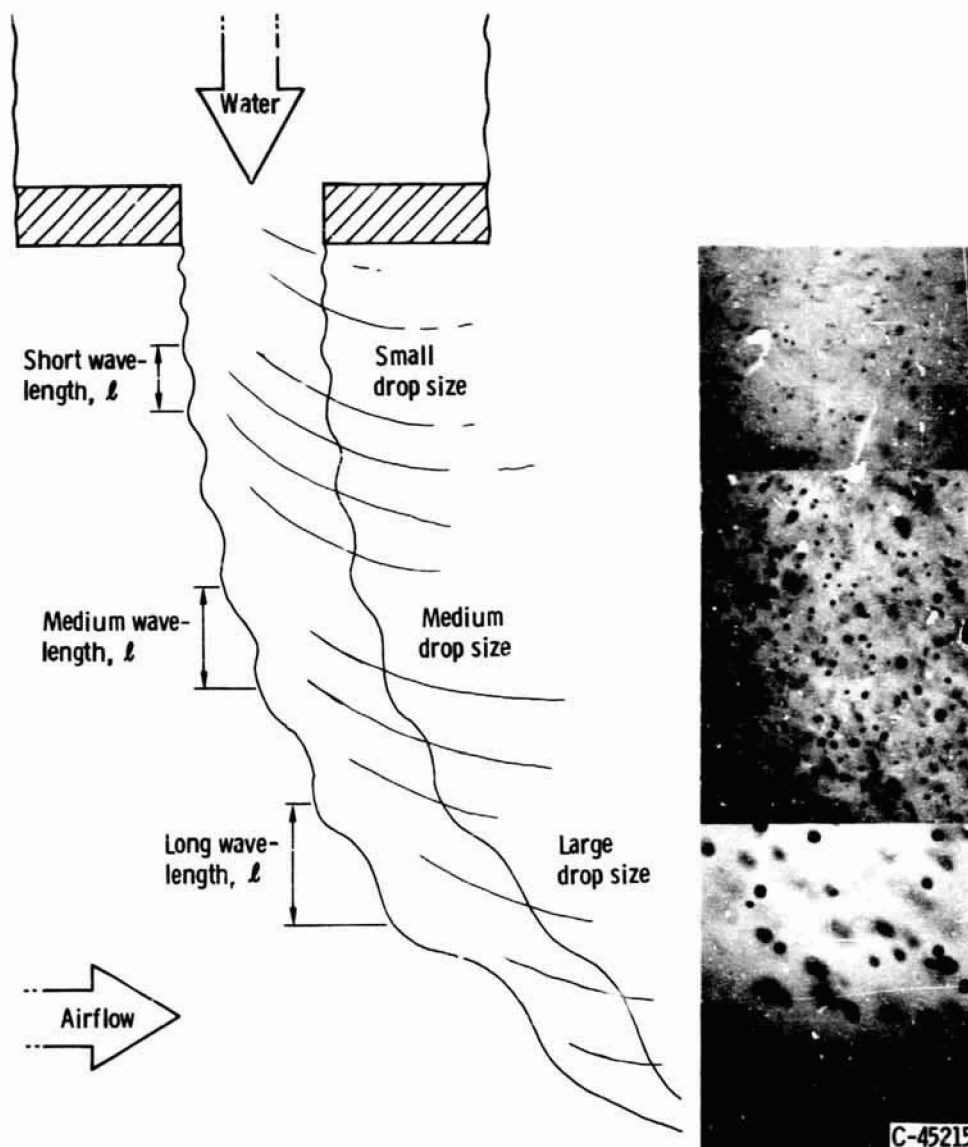 Water
Short wave-
length, ℓ
Small
drop size
Medium wave-
length, ℓ
Medium
drop size
Long wave-
length, ℓ
Large
drop size
Airflow
C-45215